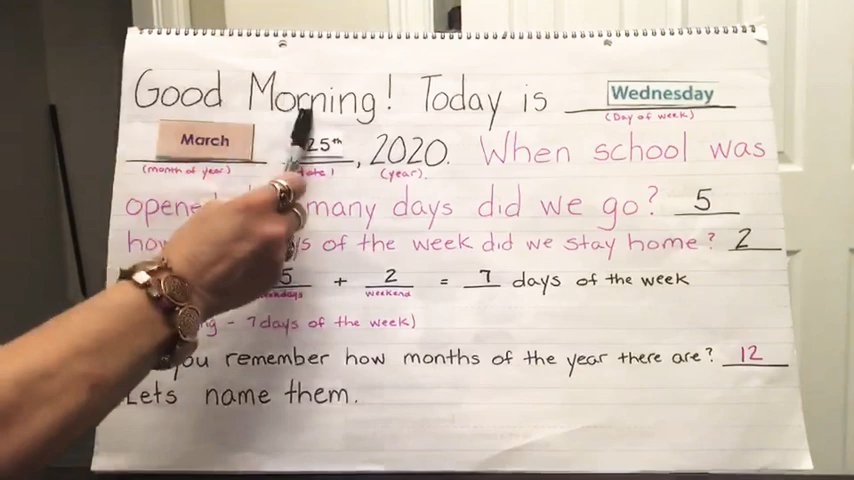 Good Morning! Today is Wednesday
(Day of week)
March 25th, 2020. When school was
(month of year) (year).
many days did we go? 5
of the week did we stay home? 2
5 + 2 = 7 days of the week
weekend
- 7 days of the week)
you remember how months of the year there are? 12
Lets name them.